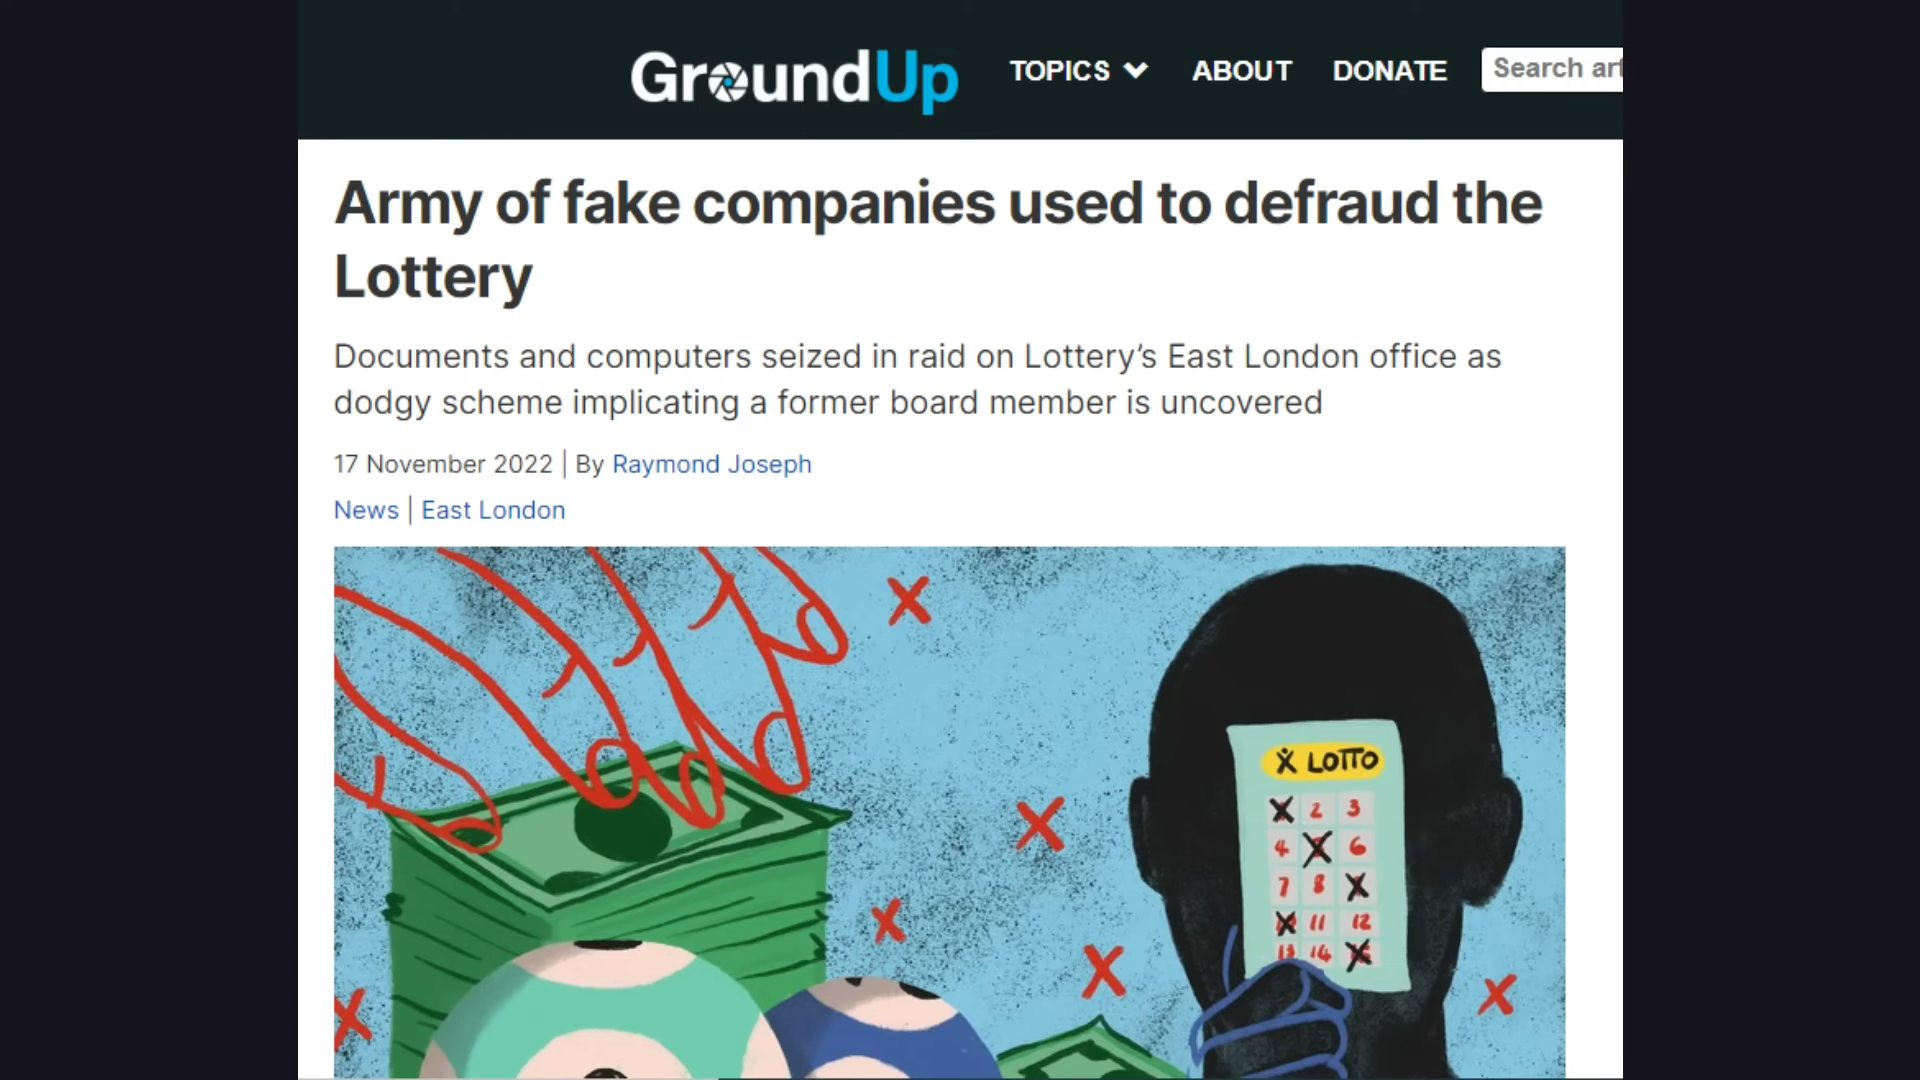 GroundUp TOPICS ABOUT DONATE Search art
Army of fake companies used to defraud the
Lottery
Documents and computers seized in raid on Lottery’s East London office as
dodgy scheme implicating a former board member is uncovered
17 November 2022 | By Raymond Joseph
News | East London
X LOTTO
2 3
4 6
7 8
11 12
13 14